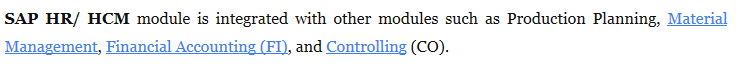 SAP HR/ HCM module is integrated with other modules such as Production Planning, Material
Management, Financial Accounting (FI), and Controlling (CO).